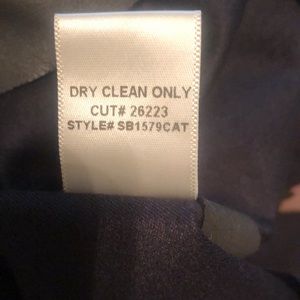 DRY CLEAN ONLY
CUT# 26223
STYLE# SB1579CAT